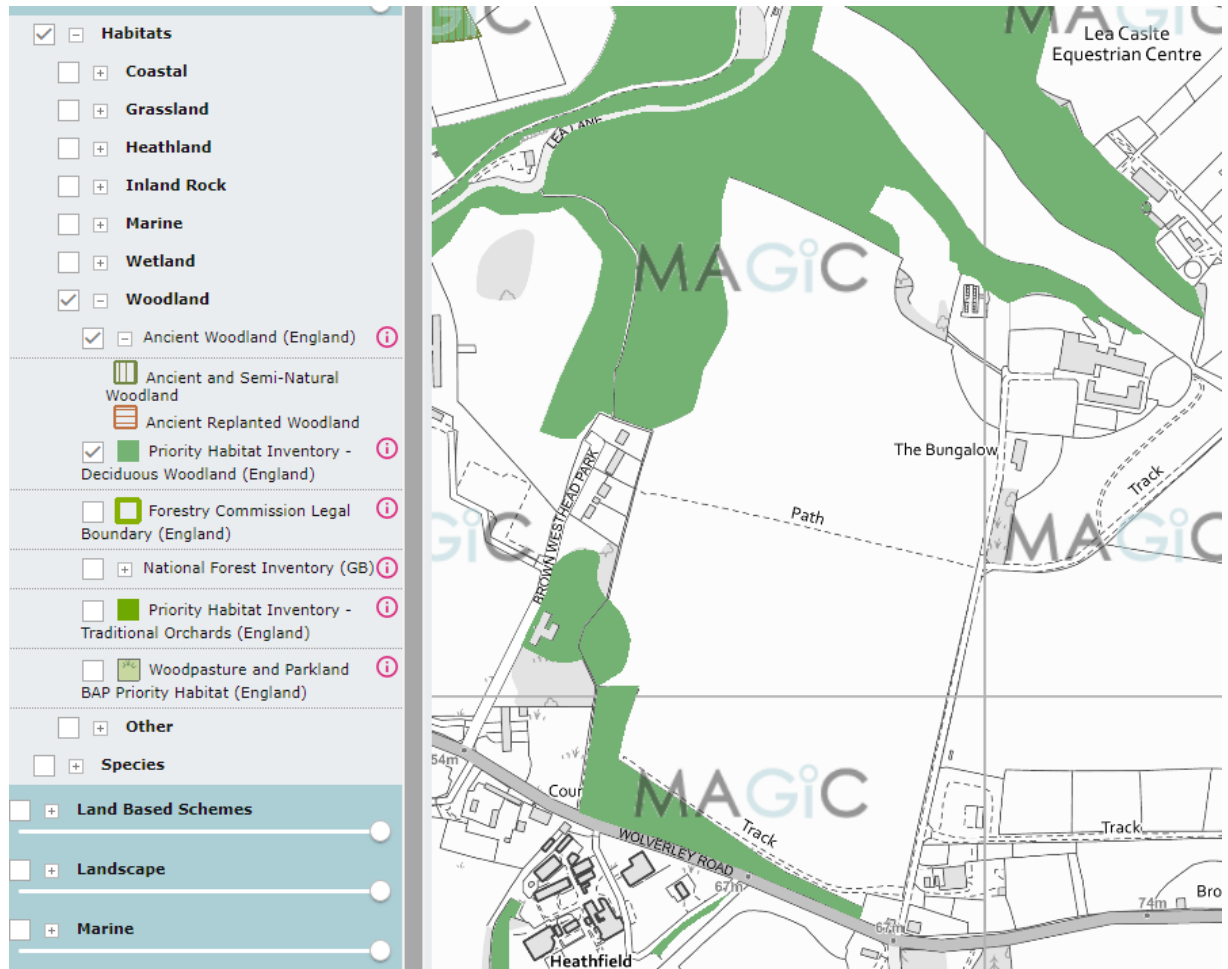 Habitats
Coastal
Grassland
Heathland
Inland Rock
Marine
Wetland
Woodland
Ancient Woodland (England)
Ancient and Semi-Natural
Woodland
Ancient Replanted Woodland
Priority Habitat Inventory -
Deciduous Woodland (England)
Forestry Commission Legal
Boundary (England)
National Forest Inventory (GB)
Priority Habitat Inventory -
Traditional Orchards (England)
Woodpasture and Parkland
BAP Priority Habitat (England)
Other
Species
Land Based Schemes
Landscape
Marine
MAGiC
Lea Caslte
Equestrian Centre
LEA LANE
MAGiC
The Bungalow
Track
BROWN WESTHEAD PARK
Path
MAGiC
54m
Cour
MAGiC
Track
WOLVERLEY ROAD
67m
Track
74m
Bro
67m
Heathfield